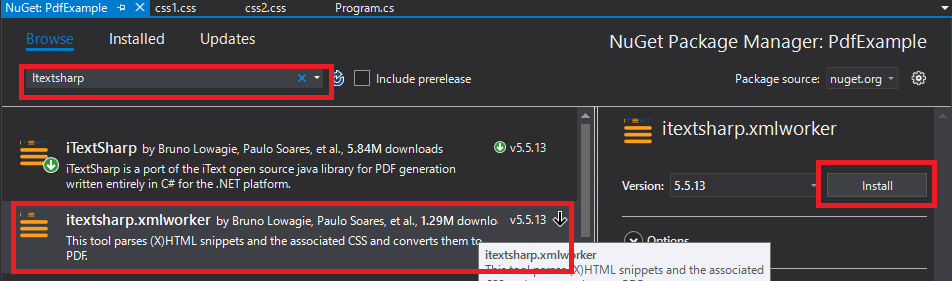 NuGet: PdfExample
css1.css
css2.css
Program.cs
Browse
Installed
Updates
NuGet Package Manager: PdfExample
Itextsharp
Include prerelease
Package source: nuget.org
iTextSharp by Bruno Lowagie, Paulo Soares, et al., 5.84M downloads
v5.5.13
iTextSharp is a port of the iText open source java library for PDF generation
written entirely in C# for the .NET platform.
itextsharp.xmlworker by Bruno Lowagie, Paulo Soares, et al., 1.29M downlo
v5.5.13
This tool parses (X)HTML snippets and the associated CSS and converts them to
PDF.
itextsharp.xmlworker
This tool parses (X)HTML snippets and the associated
itextsharp.xmlworker
Version: 5.5.13
Install
Options